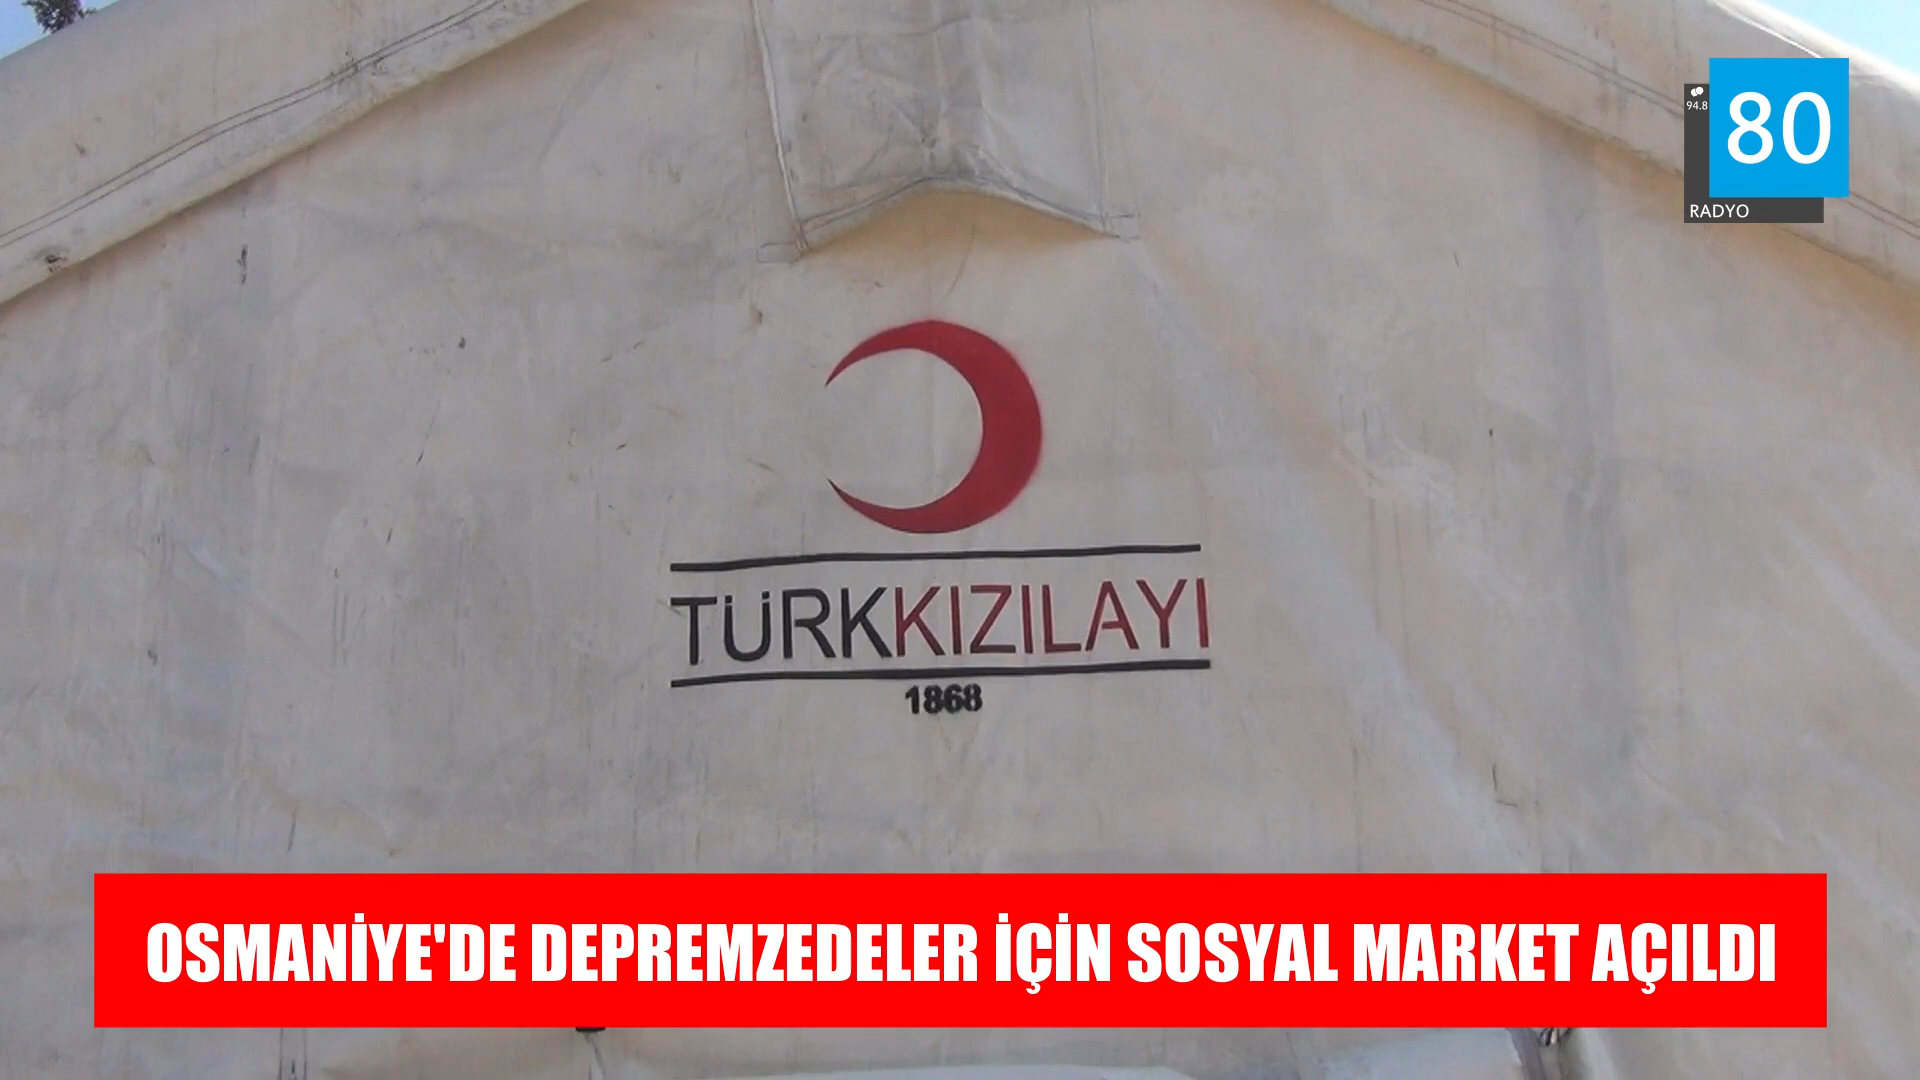 94.8
80
RADYO
TÜRKKIZILAYI
1868
OSMANİYE'DE DEPREMZEDELER İÇİN SOSYAL MARKET AÇILDI